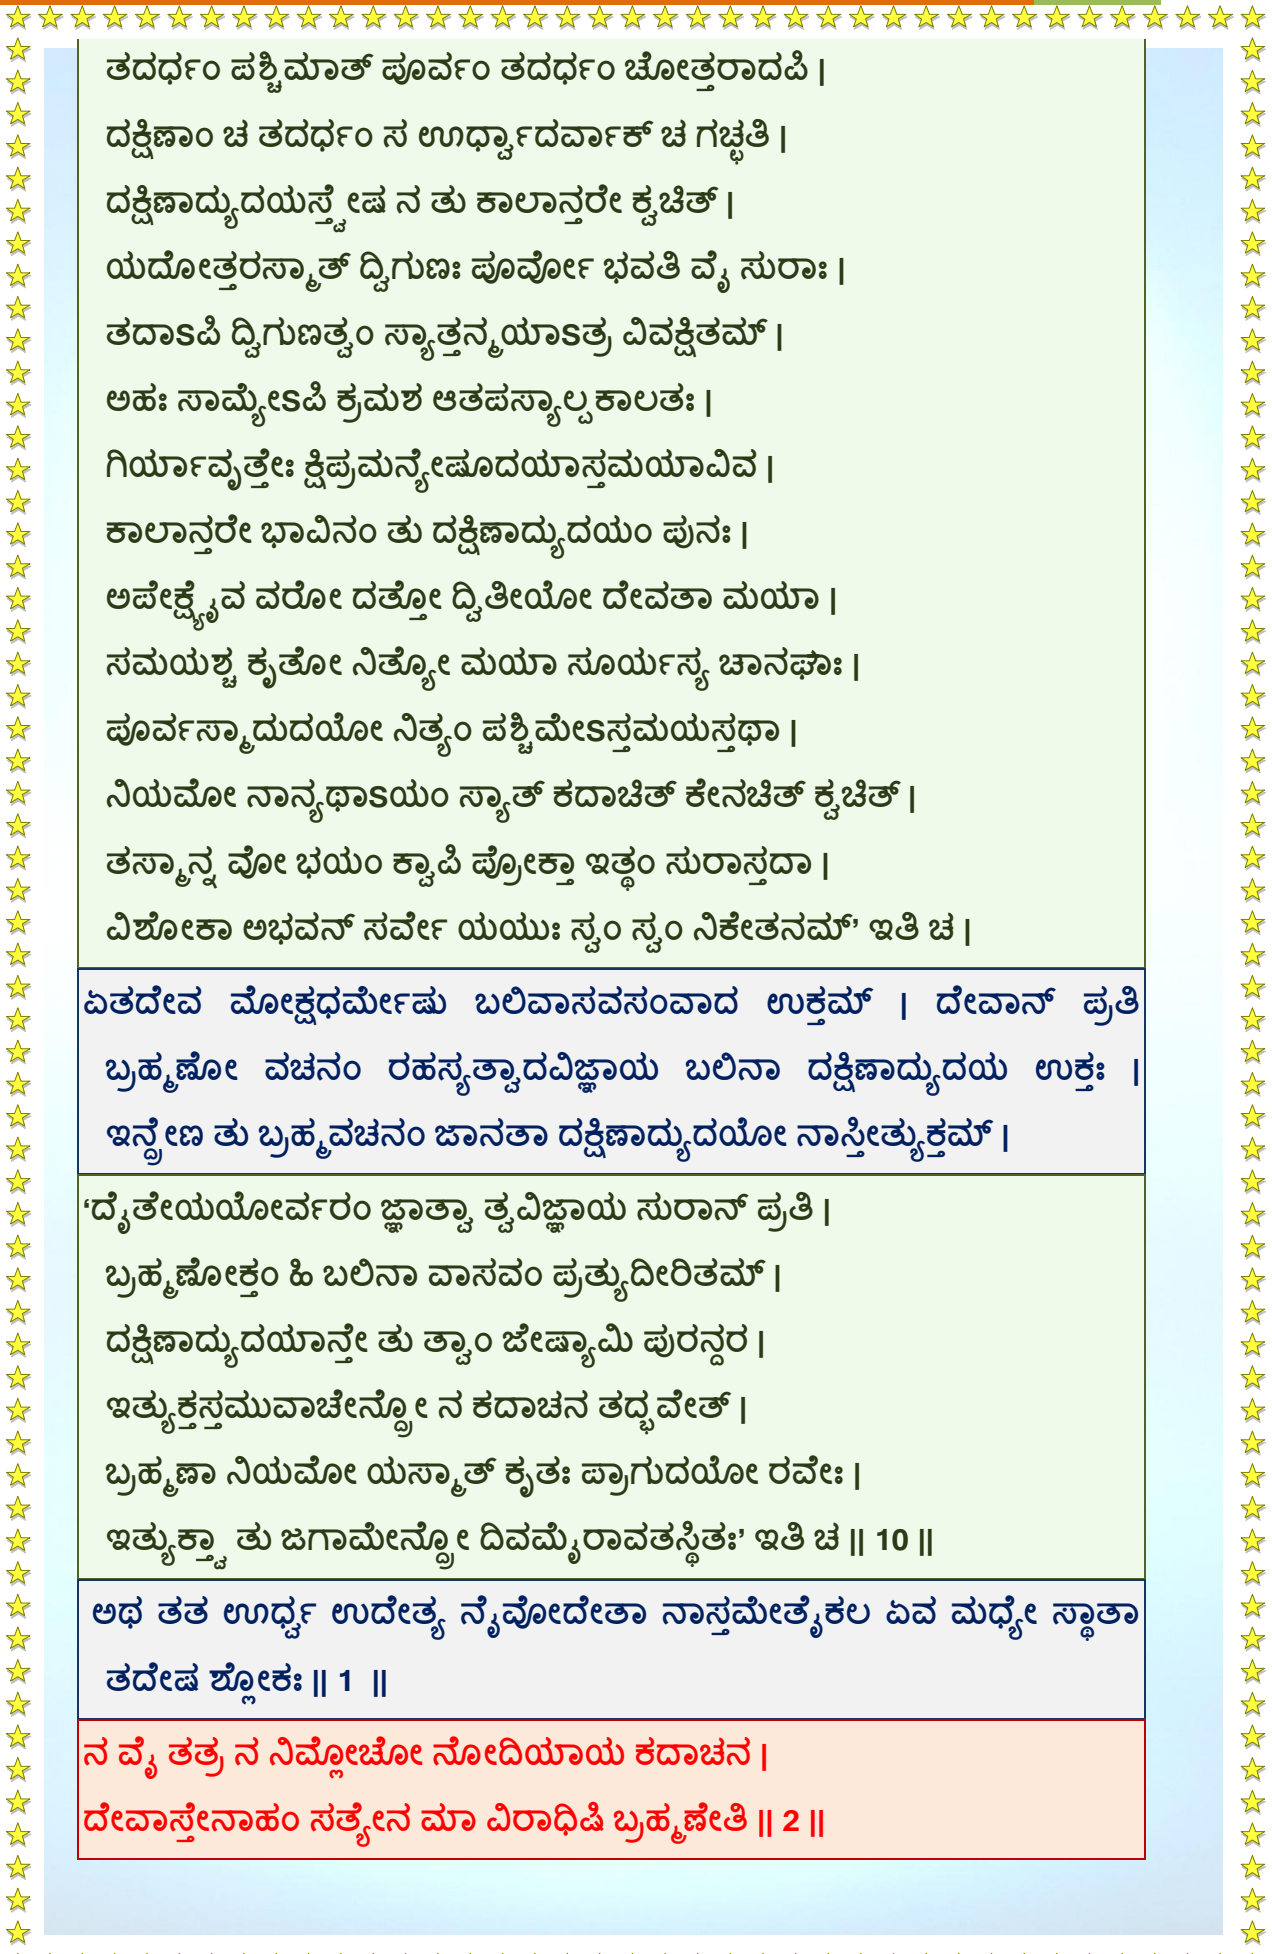 ತದರ್ಧಂ ಪಶ್ಚಿಮಾತ್ ಪೂರ್ವಂ ತದರ್ಧಂ ಚೋತ್ತರಾದಪಿ |
ದಕ್ಷಿಣಾಂ ಚ ತದರ್ಧಂ ಸ ಊರ್ಧ್ವಾದರ್ವಾಕ್ ಚ ಗಚ್ಛತಿ |
ದಕ್ಷಿಣಾದ್ಯುದಯಸ್ತ್ವೇಷ ನ ತು ಕಾಲಾನ್ತರೇ ಕ್ವಚಿತ್ |
ಯದೋತ್ತರಸ್ಮಾತ್ ದ್ವಿಗುಣಃ ಪೂರ್ವೋ ಭವತಿ ವೈ ಸುರಾಃ |
ತದಾSಪಿ ದ್ವಿಗುಣತ್ವಂ ಸ್ಯಾತ್ತನ್ಮಯಾSತ್ರ ವಿವಕ್ಷಿತಮ್ |
ಅಹಃ ಸಾಮ್ಯೇSಪಿ ಕ್ರಮಶ ಆತಪಸ್ಯಾಲ್ಪಕಾಲತಃ |
ಗಿರ್ಯಾವೃತ್ತೇಃ ಕ್ಷಿಪ್ರಮನ್ಯೇಷೂದಯಾಸ್ತಮಯಾವಿವ |
ಕಾಲಾನ್ತರೇ ಭಾವಿನಂ ತು ದಕ್ಷಿಣಾದ್ಯುದಯಂ ಪುನಃ |
ಅಪೇಕ್ಷ್ಯೈವ ವರೋ ದತ್ತೋ ದ್ವಿತೀಯೋ ದೇವತಾ ಮಯಾ |
ಸಮಯಶ್ಚ ಕೃತೋ ನಿತ್ಯೋ ಮಯಾ ಸೂರ್ಯಸ್ಯ ಚಾನಘಾಃ |
ಪೂರ್ವಸ್ಮಾದುದಯೋ ನಿತ್ಯಂ ಪಶ್ಚಿಮೇSಸ್ತಮಯಸ್ತಥಾ |
ನಿಯಮೋ ನಾನ್ಯಥಾSಯಂ ಸ್ಯಾತ್ ಕದಾಚಿತ್ ಕೇನಚಿತ್ ಕ್ವಚಿತ್ |
ತಸ್ಮಾನ್ನ ವೋ ಭಯಂ ಕ್ವಾಪಿ ಪ್ರೋಕ್ತಾ ಇತ್ಥಂ ಸುರಾಸ್ತದಾ |
ವಿಶೋಕಾ ಅಭವನ್ ಸರ್ವೇ ಯಯುಃ ಸ್ವಂ ಸ್ವಂ ನಿಕೇತನಮ್’ ಇತಿ ಚ |
ಏತದೇವ ಮೋಕ್ಷಧರ್ಮೇಷು ಬಲಿವಾಸವಸಂವಾದ ಉಕ್ತಮ್ | ದೇವಾನ್ ಪ್ರತಿ
ಬ್ರಹ್ಮಣೋ ವಚನಂ ರಹಸ್ಯತ್ವಾದವಿಜ್ಞಾಯ ಬಲಿನಾ ದಕ್ಷಿಣಾದ್ಯುದಯ ಉಕ್ತಃ |
ಇನ್ದ್ರೇಣ ತು ಬ್ರಹ್ಮವಚನಂ ಜಾನತಾ ದಕ್ಷಿಣಾದ್ಯುದಯೋ ನಾಸ್ತೀತ್ಯುಕ್ತಮ್ |
‘ದೈತೇಯಯೋರ್ವರಂ ಜ್ಞಾತ್ವಾ ತ್ವವಿಜ್ಞಾಯ ಸುರಾನ್ ಪ್ರತಿ |
ಬ್ರಹ್ಮಣೋಕ್ತಂ ಹಿ ಬಲಿನಾ ವಾಸವಂ ಪ್ರತ್ಯುದೀರಿತಮ್ |
ದಕ್ಷಿಣಾದ್ಯುದಯಾನ್ತೇ ತು ತ್ವಾಂ ಜೇಷ್ಯಾಮಿ ಪುರನ್ದರ |
ಇತ್ಯುಕ್ತಸ್ತಮುವಾಚೇನ್ದ್ರೋ ನ ಕದಾಚನ ತದ್ಭವೇತ್ |
ಬ್ರಹ್ಮಣಾ ನಿಯಮೋ ಯಸ್ಮಾತ್ ಕೃತಃ ಪ್ರಾಗುದಯೋ ರವೇಃ |
ಇತ್ಯುಕ್ತ್ವಾ ತು ಜಗಾಮೇನ್ದ್ರೋ ದಿವಮೈರಾವತಸ್ಥಿತಃ’ ಇತಿ ಚ || 10 ||
ಅಥ ತತ ಊರ್ಧ್ವ ಉದೇತ್ಯ ನೈವೋದೇತಾ ನಾಸ್ತಮೇತೈಕಲ ಏವ ಮಧ್ಯೇ ಸ್ಥಾತಾ
ತದೇಷ ಶ್ಲೋಕಃ || 1 ||
ನ ವೈ ತತ್ರ ನ ನಿಮ್ಲೋಚೋ ನೋದಿಯಾಯ ಕದಾಚನ |
ದೇವಾಸ್ತೇನಾಹಂ ಸತ್ಯೇನ ಮಾ ವಿರಾಧಿಷಿ ಬ್ರಹ್ಮಣೇತಿ || 2 ||